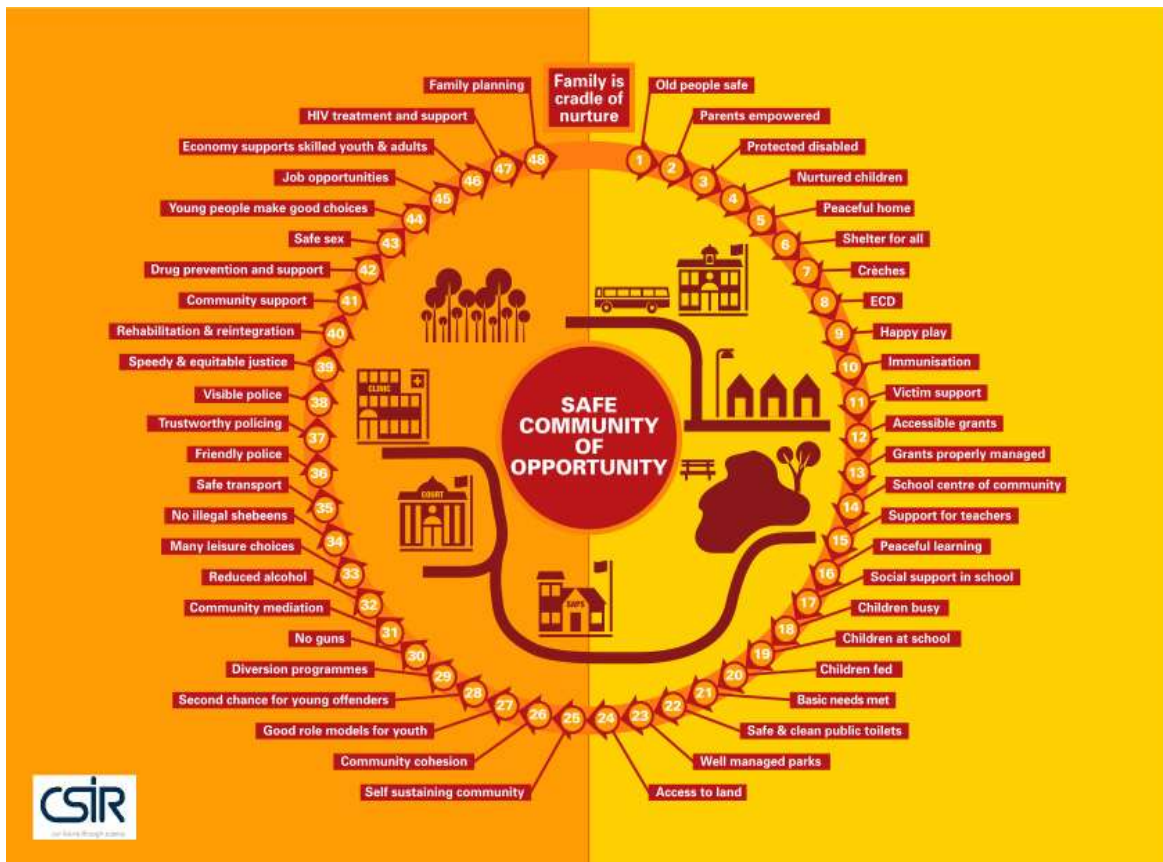 Family is
cradle of
nurture
Old people safe
Parents empowered
Protected disabled
Nurtured children
Peaceful home
Shelter for all
Crèches
ECD
Happy play
Immunisation
Victim support
Accessible grants
Grants properly managed
School centre of community
Support for teachers
Peaceful learning
Social support in school
Children busy
Children at school
Children fed
Basic needs met
Safe & clean public toilets
Well managed parks
Access to land
Self sustaining community
Community cohesion
Good role models for youth
Second chance for young offenders
Diversion programmes
No guns
Community mediation
Reduced alcohol
Many leisure choices
No illegal shebeens
Safe transport
Friendly police
Trustworthy policing
Visible police
Speedy & equitable justice
Rehabilitation & reintegration
Community support
Drug prevention and support
Safe sex
Young people make good choices
Job opportunities
Economy supports skilled youth & adults
HIV treatment and support
Family planning
1
2
3
4
5
6
7
8
9
10
11
12
13
14
15
16
17
18
19
20
21
22
23
24
25
26
27
28
29
30
31
32
33
34
35
36
37
38
39
40
41
42
43
44
45
46
47
48
SAFE
COMMUNITY
OF
OPPORTUNITY
CLINIC
COURT
SAPS
CSIR
our future through science